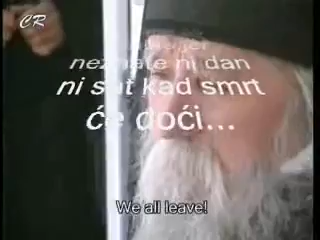 CR
neznate ni dan
ni sat kad smrt
će doći...
We all leave!